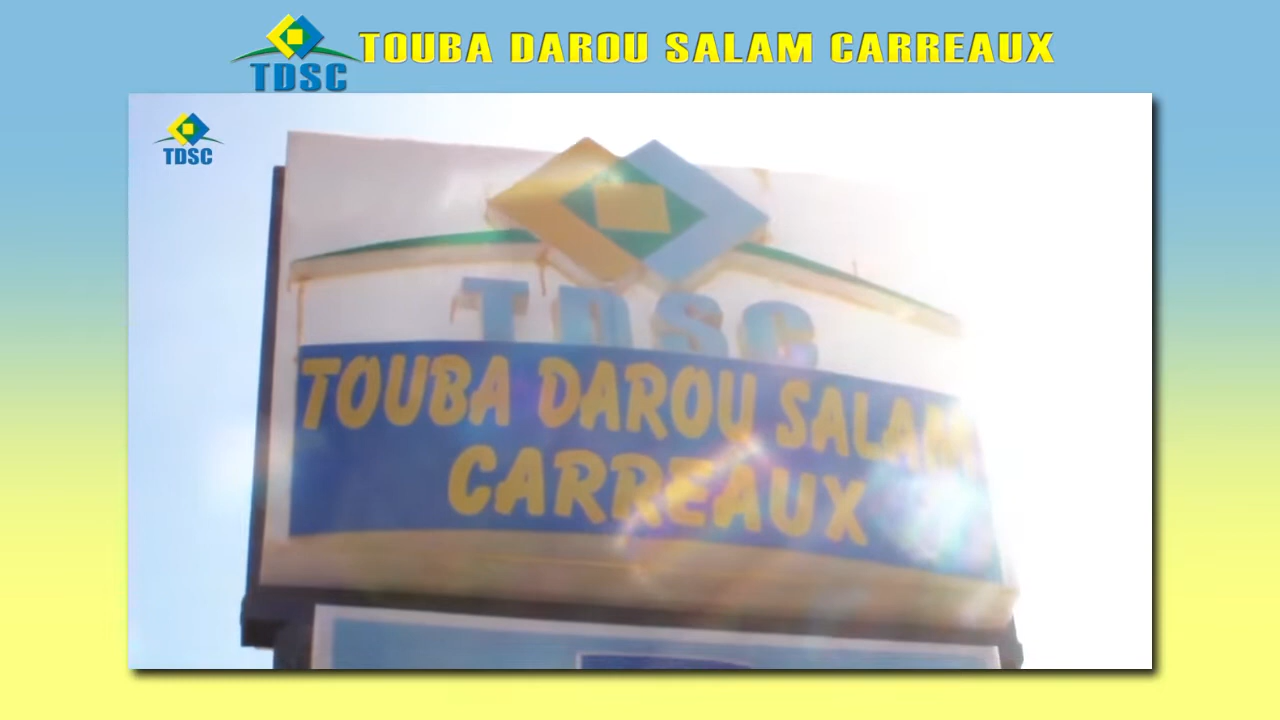 TDSC
TOUBA DAROU SALAM CARREAUX
TDSC
TDSC
TOUBA DAROU SALAM
CARREAUX